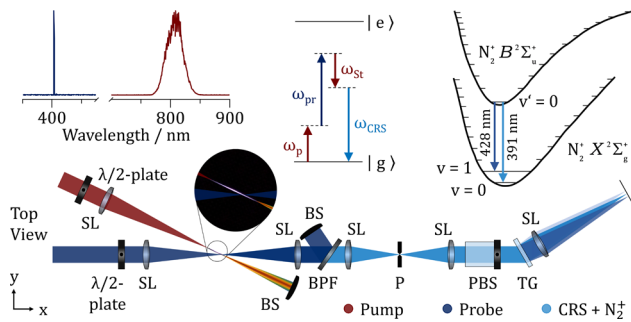 400
800
900
Wavelength / nm
| e ⟩
ω_St
ω_pr
ω_CRS
ω_p
| g ⟩
N₂⁺ B ²Σᵤ⁺
v‘ = 0
428 nm
391 nm
N₂⁺ X ²Σ_g⁺
v = 1
v = 0
λ/2-plate
SL
Top
View
SL
BS
SL
SL
SL
λ/2-
plate
SL
BS
BPF
P
PBS
TG
y
x
Pump
Probe
CRS + N₂⁺